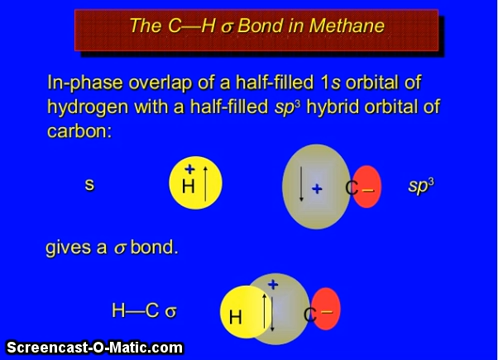 The C—H σ Bond in Methane
In-phase overlap of a half-filled 1s orbital of
hydrogen with a half-filled sp³ hybrid orbital of
carbon:
s
+
H
+
C
–
sp³
gives a σ bond.
H—C σ
H
+
C
–
Screencast-O-Matic.com